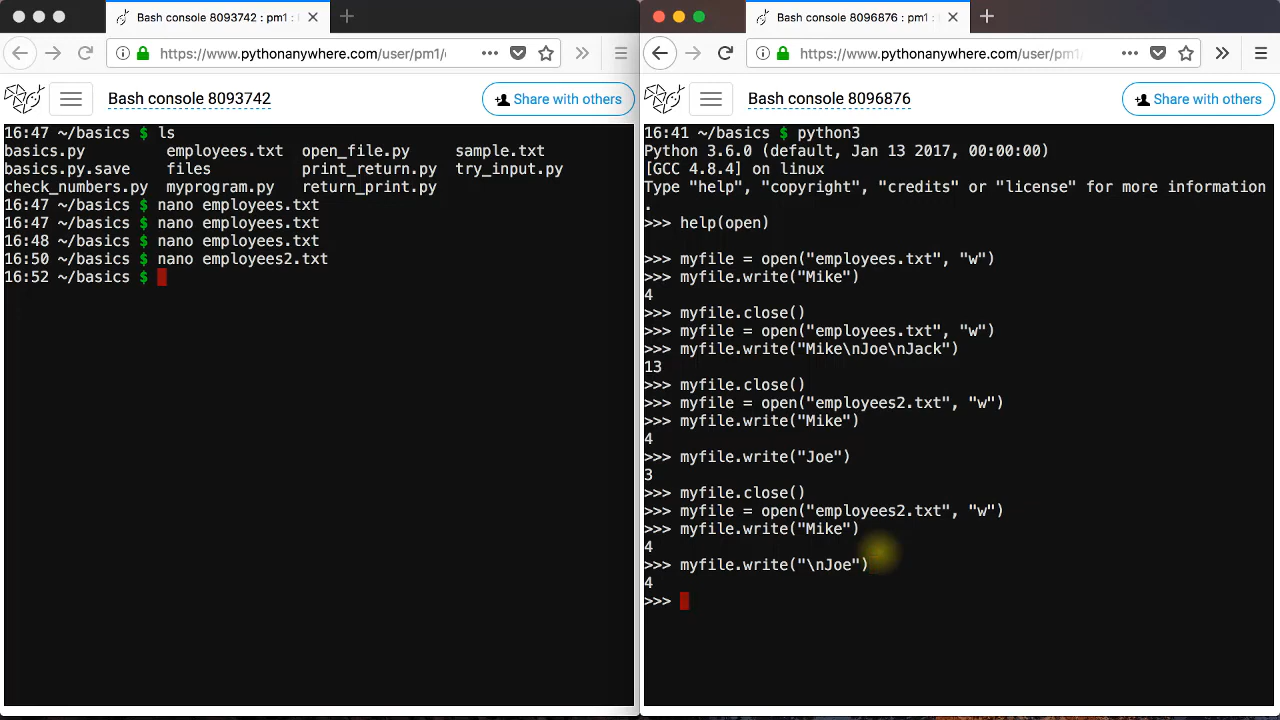 Bash console 8093742 : pm1 :
https://www.pythonanywhere.com/user/pm1/
Bash console 8093742
Share with others
16:47 ~/basics $ ls
basics.py employees.txt open_file.py sample.txt
basics.py.save files print_return.py try_input.py
check_numbers.py myprogram.py return_print.py
16:47 ~/basics $ nano employees.txt
16:47 ~/basics $ nano employees.txt
16:48 ~/basics $ nano employees.txt
16:50 ~/basics $ nano employees2.txt
16:52 ~/basics $
Bash console 8096876 : pm1 :
https://www.pythonanywhere.com/user/pm1/
Bash console 8096876
Share with others
16:41 ~/basics $ python3
Python 3.6.0 (default, Jan 13 2017, 00:00:00)
[GCC 4.8.4] on linux
Type "help", "copyright", "credits" or "license" for more information
.
>>> help(open)
>>> myfile = open("employees.txt", "w")
>>> myfile.write("Mike")
4
>>> myfile.close()
>>> myfile = open("employees.txt", "w")
>>> myfile.write("Mike\nJoe\nJack")
13
>>> myfile.close()
>>> myfile = open("employees2.txt", "w")
>>> myfile.write("Mike")
4
>>> myfile.write("Joe")
3
>>> myfile.close()
>>> myfile = open("employees2.txt", "w")
>>> myfile.write("Mike")
4
>>> myfile.write("\nJoe")
4
>>>